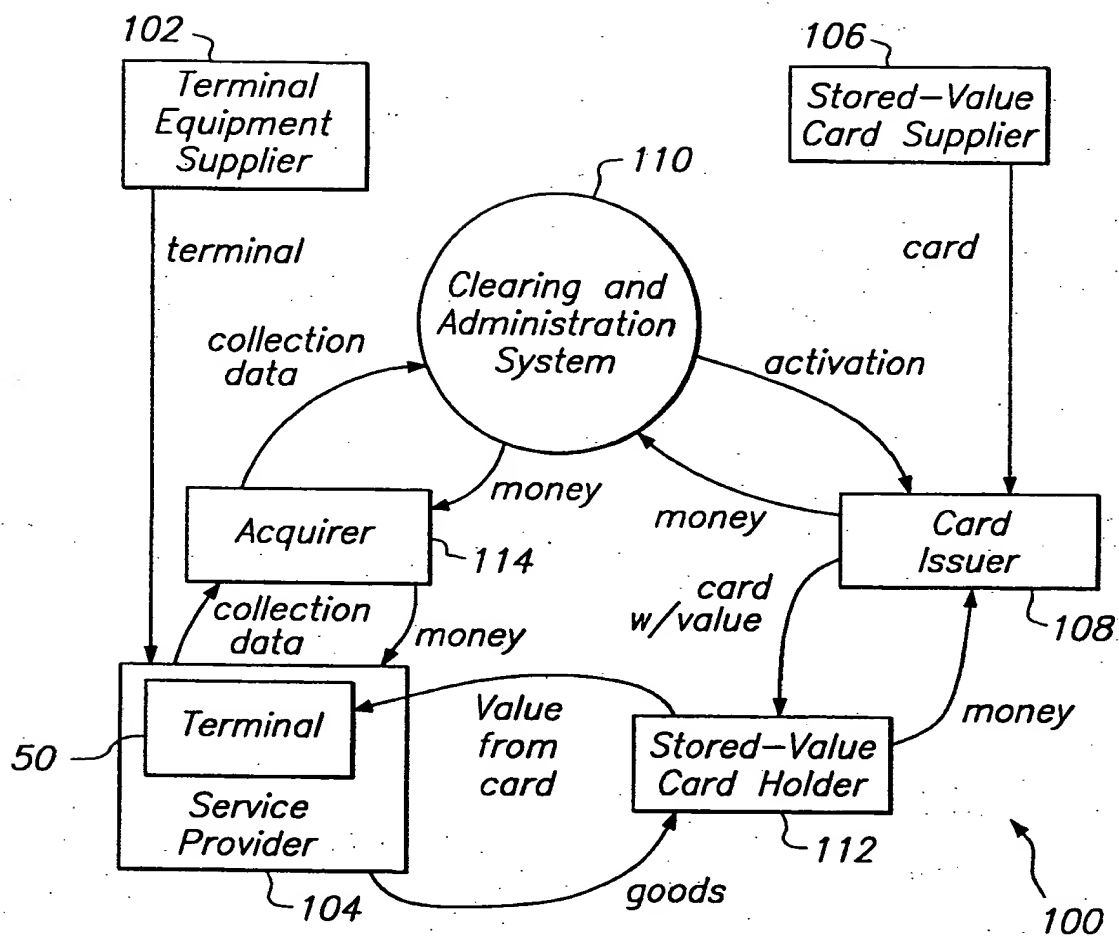 102
106
Terminal
Equipment
Supplier
Stored-Value
Card Supplier
110
terminal
card
Clearing and
Administration
System
collection
data
activation
money
money
Acquirer
114
Card
Issuer
card
w/value
108
collection
data
money
money
Terminal
50
Value
from
card
Stored-Value
Card Holder
Service
Provider
112
104
goods
100